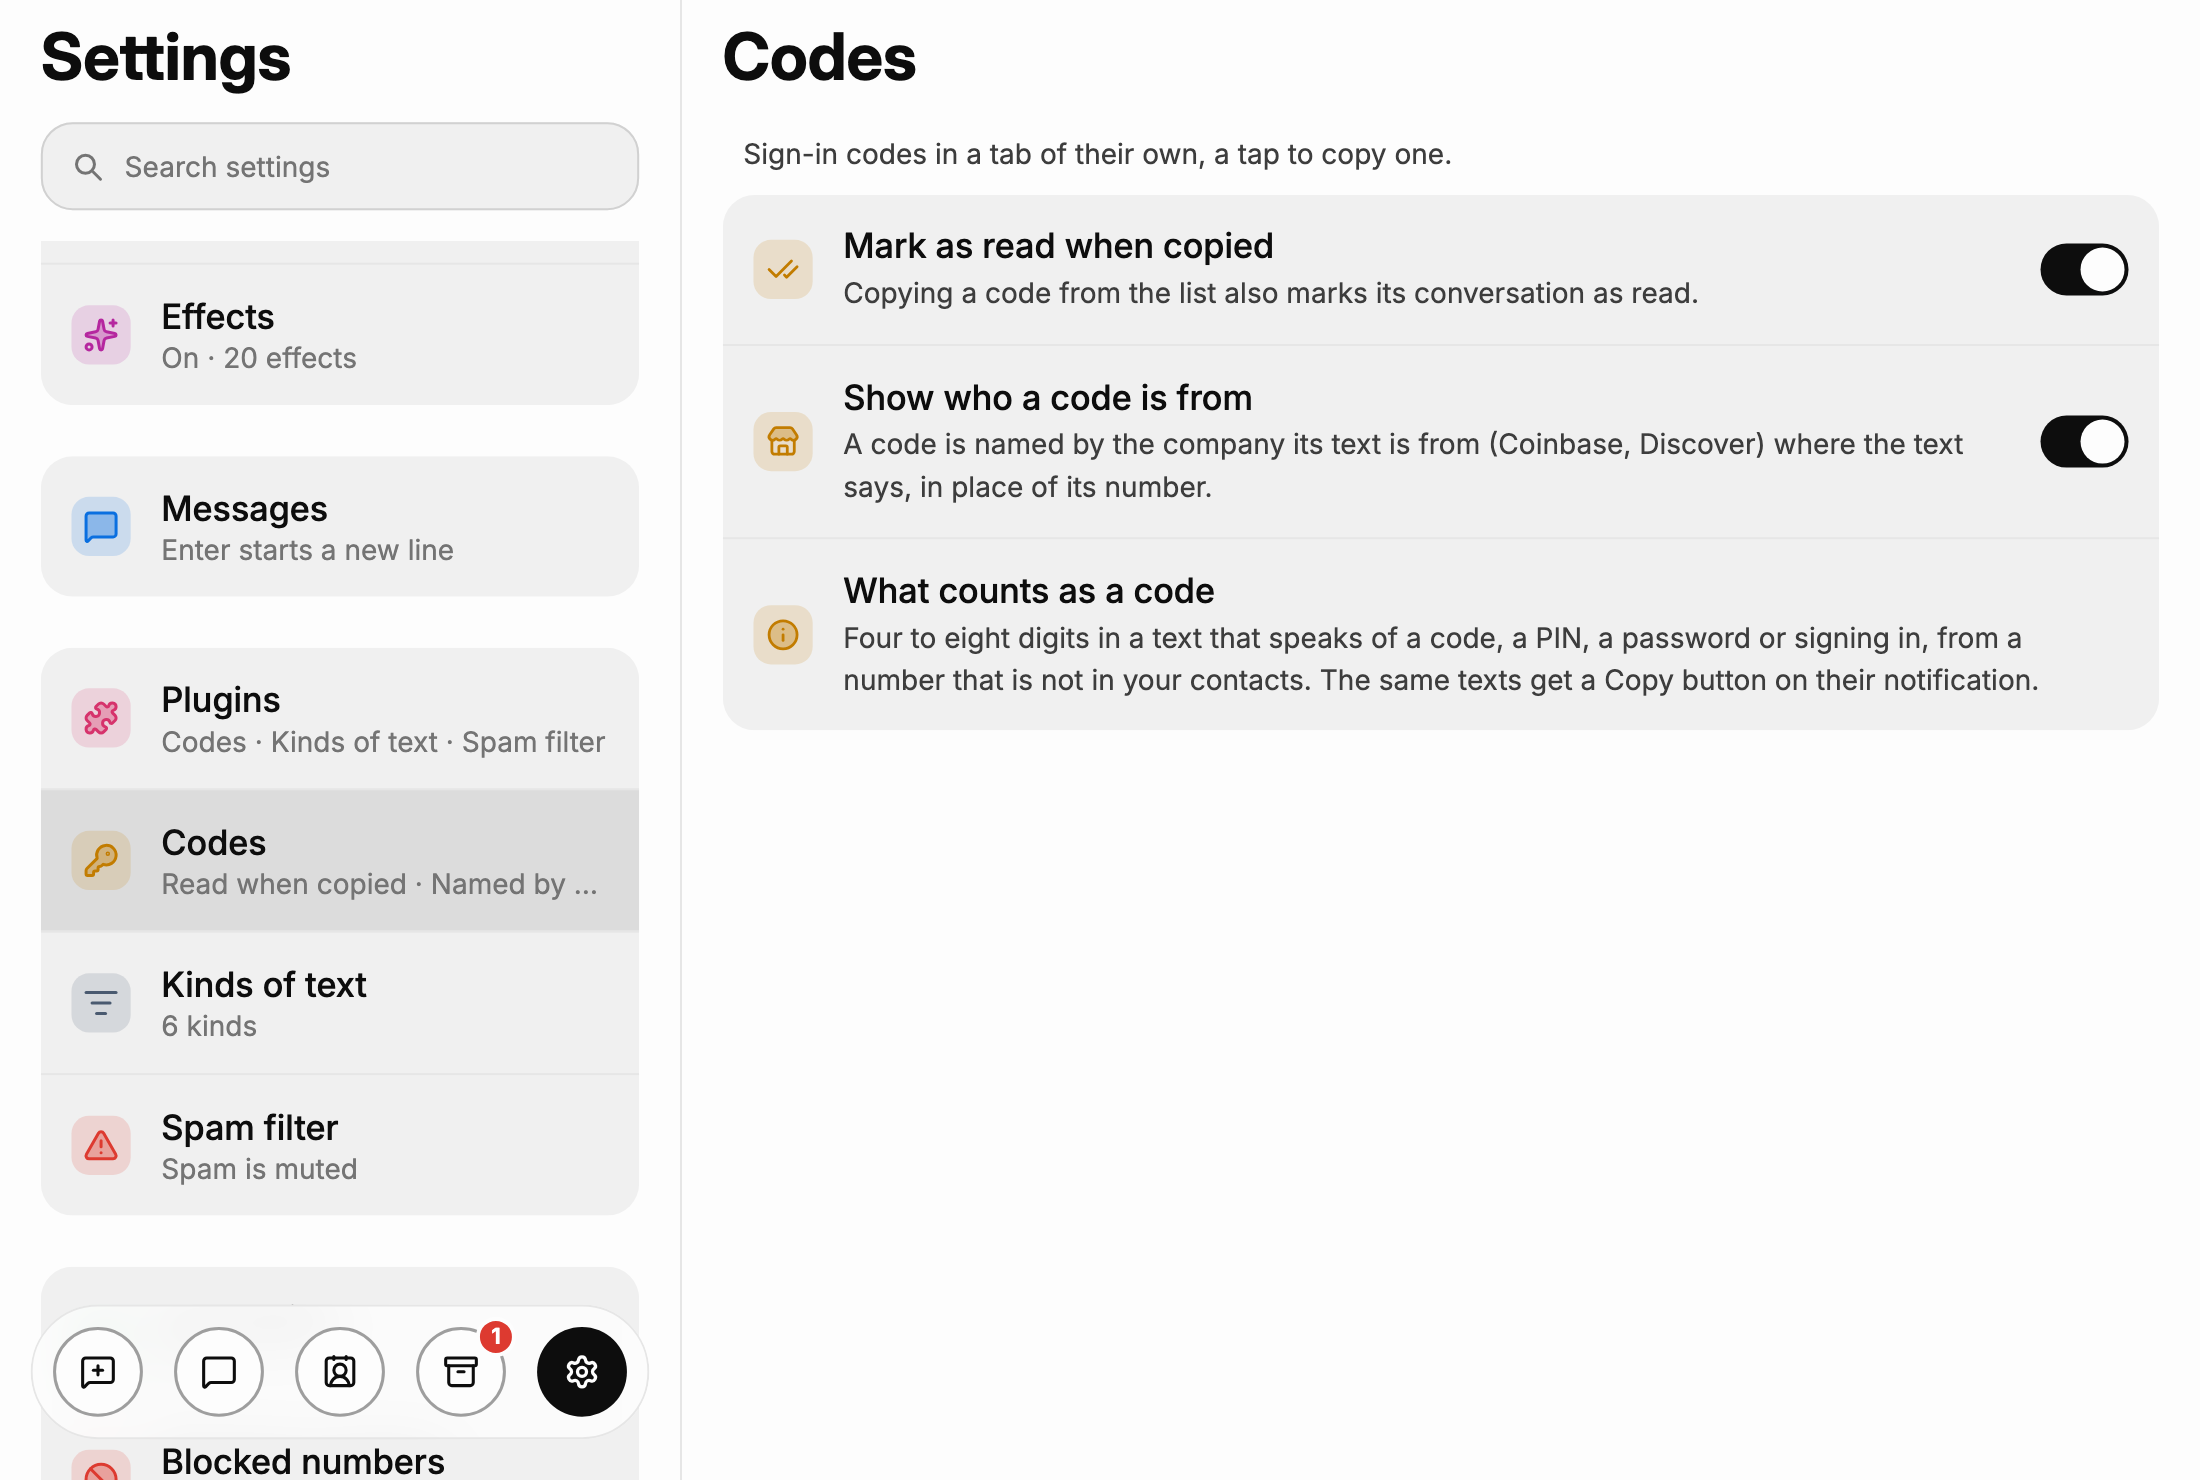 Settings
Search settings
Effects
On · 20 effects
Messages
Enter starts a new line
Plugins
Codes · Kinds of text · Spam filter
Codes
Read when copied · Named by ...
Kinds of text
6 kinds
Spam filter
Spam is muted
1
Blocked numbers
Codes
Sign-in codes in a tab of their own, a tap to copy one.
Mark as read when copied
Copying a code from the list also marks its conversation as read.
Show who a code is from
A code is named by the company its text is from (Coinbase, Discover) where the text
says, in place of its number.
What counts as a code
Four to eight digits in a text that speaks of a code, a PIN, a password or signing in, from a
number that is not in your contacts. The same texts get a Copy button on their notification.